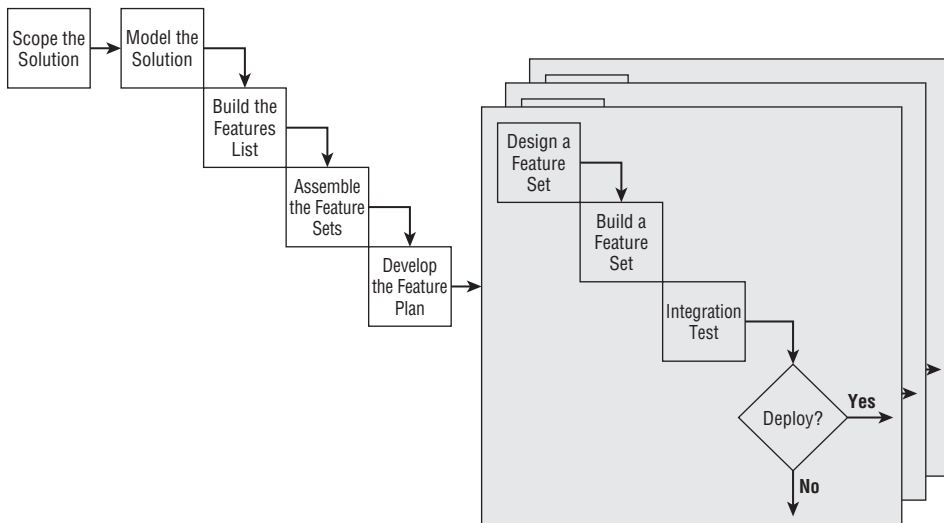 Scope the
Solution
Model the
Solution
Build the
Features
List
Assemble
the Feature
Sets
Develop
the Feature
Plan
Design a
Feature
Set
Build a
Feature
Set
Integration
Test
Deploy?
Yes
No